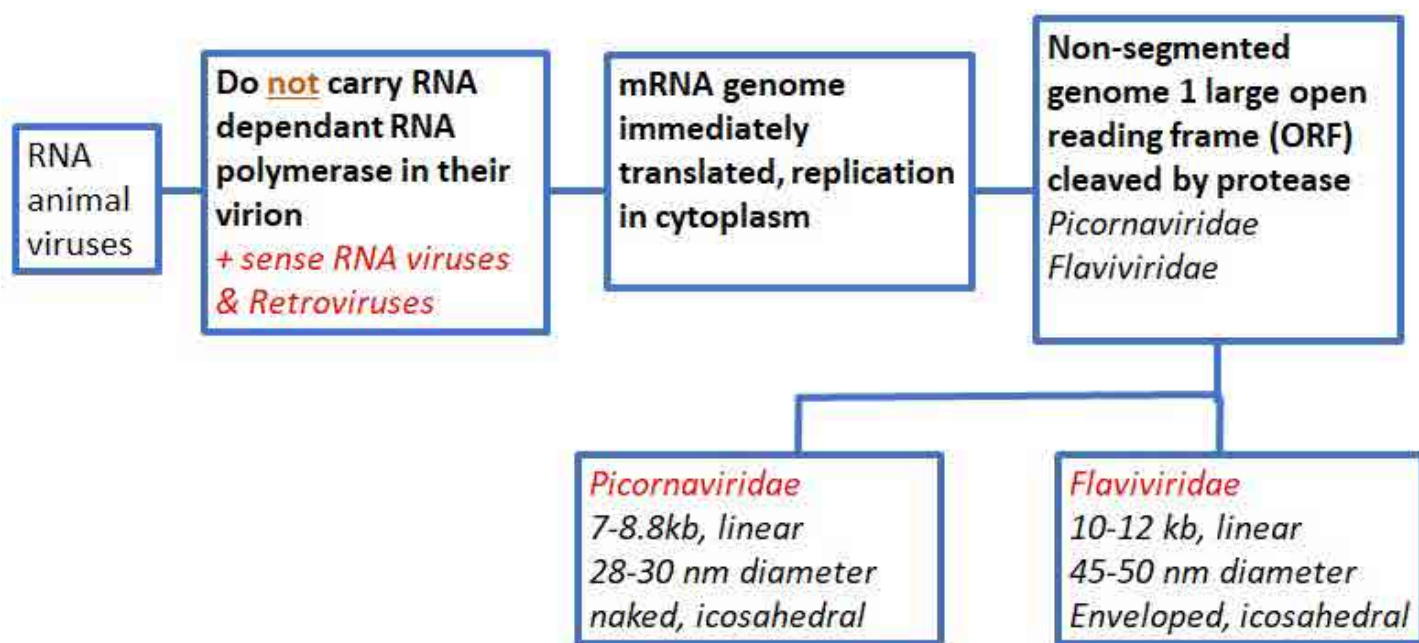 RNA
animal
viruses
Do not carry RNA
dependant RNA
polymerase in their
virion
+ sense RNA viruses
& Retroviruses
mRNA genome
immediately
translated, replication
in cytoplasm
Non-segmented
genome 1 large open
reading frame (ORF)
cleaved by protease
Picornaviridae
Flaviviridae
Picornaviridae
7-8.8kb, linear
28-30 nm diameter
naked, icosahedral
Flaviviridae
10-12 kb, linear
45-50 nm diameter
Enveloped, icosahedral